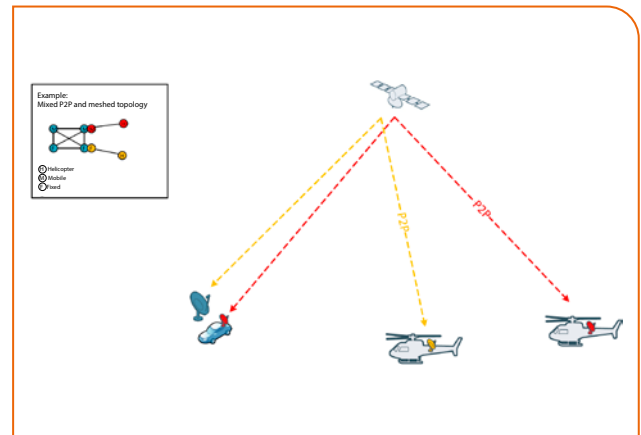 Example:
Mixed P2P and meshed topology
H Helicopter
M Mobile
F Fixed
P2P
P2P